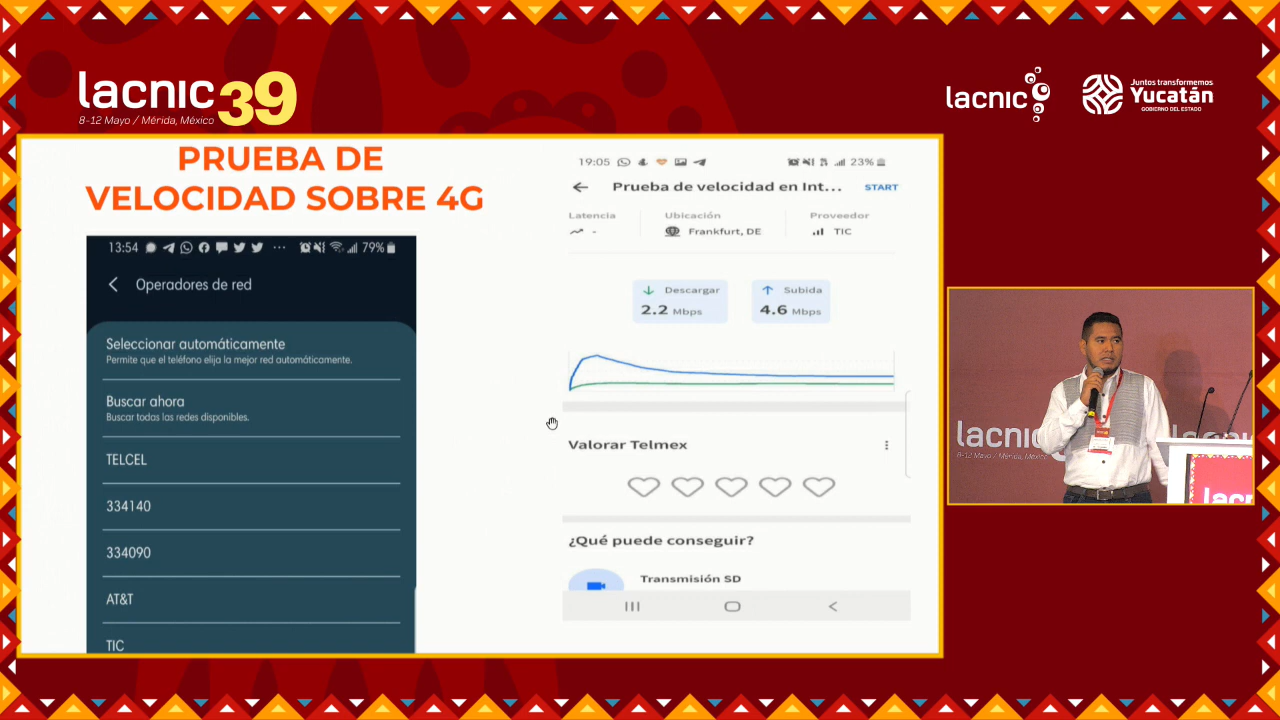 lacnic 39
8-12 Mayo / Mérida, México
lacnic
Juntos transformemos
Yucatán
GOBIERNO DEL ESTADO
PRUEBA DE
VELOCIDAD SOBRE 4G
13:54 79%
Operadores de red
Seleccionar automáticamente
Permite que el teléfono elija la mejor red automáticamente.
Buscar ahora
Buscar todas las redes disponibles.
TELCEL
334140
334090
AT&T
TIC
19:05 23%
Prueba de velocidad en Int... START
Latencia Ubicación Proveedor
- Frankfurt, DE TIC
Descargar Subida
2.2 Mbps 4.6 Mbps
Valorar Telmex
¿Qué puede conseguir?
Transmisión SD
lacnic
8-12 Mayo / Mérida, México
lacnic
lacn